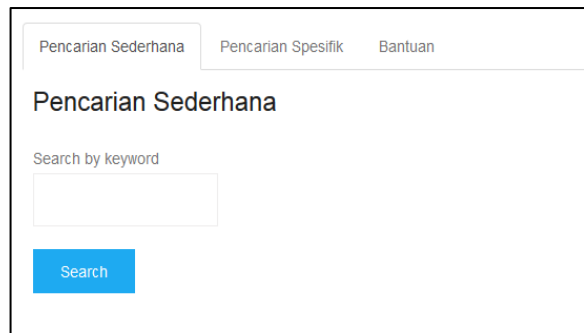 Pencarian Sederhana Pencarian Spesifik Bantuan
Pencarian Sederhana
Search by keyword
Search